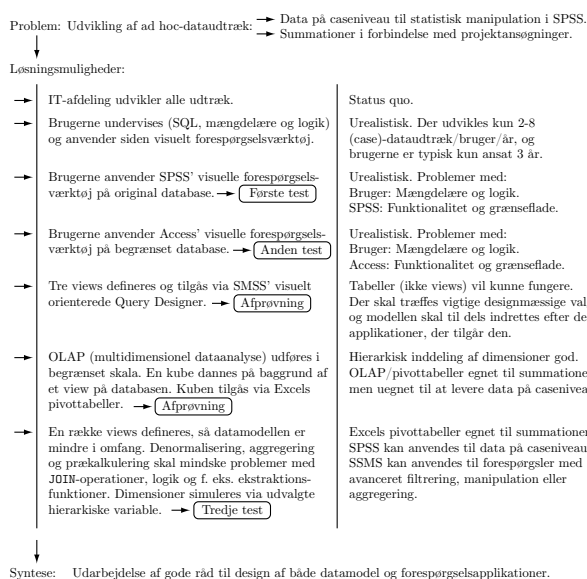 Problem: Udvikling af ad hoc-dataudtræk:
Data på caseniveau til statistisk manipulation i SPSS.
Summationer i forbindelse med projektansøgninger.
Løsningsmuligheder:
IT-afdeling udvikler alle udtræk.
Status quo.
Brugerne undervises (SQL, mængdelære og logik)
og anvender siden visuelt forespørgselsværktøj.
Urealistisk. Der udvikles kun 2-8
(case)-dataudtræk/bruger/år, og
brugerne er typisk kun ansat 3 år.
Brugerne anvender SPSS' visuelle forespørgsels-
værktøj på original database. Første test
Urealistisk. Problemer med:
Bruger: Mængdelære og logik.
SPSS: Funktionalitet og grænseflade.
Brugerne anvender Access' visuelle forespørgsels-
værktøj på begrænset database. Anden test
Urealistisk. Problemer med:
Bruger: Mængdelære og logik.
Access: Funktionalitet og grænseflade.
Tre views defineres og tilgås via SMSS' visuelt
orienterede Query Designer. Afprøvning
Tabeller (ikke views) vil kunne fungere.
Der skal træffes vigtige designmæssige val
og modellen skal til dels indrettes efter de
applikationer, der tilgår den.
OLAP (multidimensionel dataanalyse) udføres i
begrænset skala. En kube dannes på baggrund af
et view på databasen. Kuben tilgås via Excels
pivottabeller. Afprøvning
Hierarkisk inddeling af dimensioner god.
OLAP/pivottabeller egnet til summatione
men uegnet til at levere data på casenivea
En række views defineres, så datamodellen er
mindre i omfang. Denormalisering, aggregering
og prækalkulering skal mindske problemer med
JOIN-operationer, logik og f. eks. ekstraktions-
funktioner. Dimensioner simuleres via udvalgte
hierarkiske variable. Tredje test
Excels pivottabeller egnet til summationer
SPSS kan anvendes til data på caseniveau
SSMS kan anvendes til forespørgsler med
avanceret filtrering, manipulation eller
aggregering.
Syntese: Udarbejdelse af gode råd til design af både datamodel og forespørgselsapplikationer.